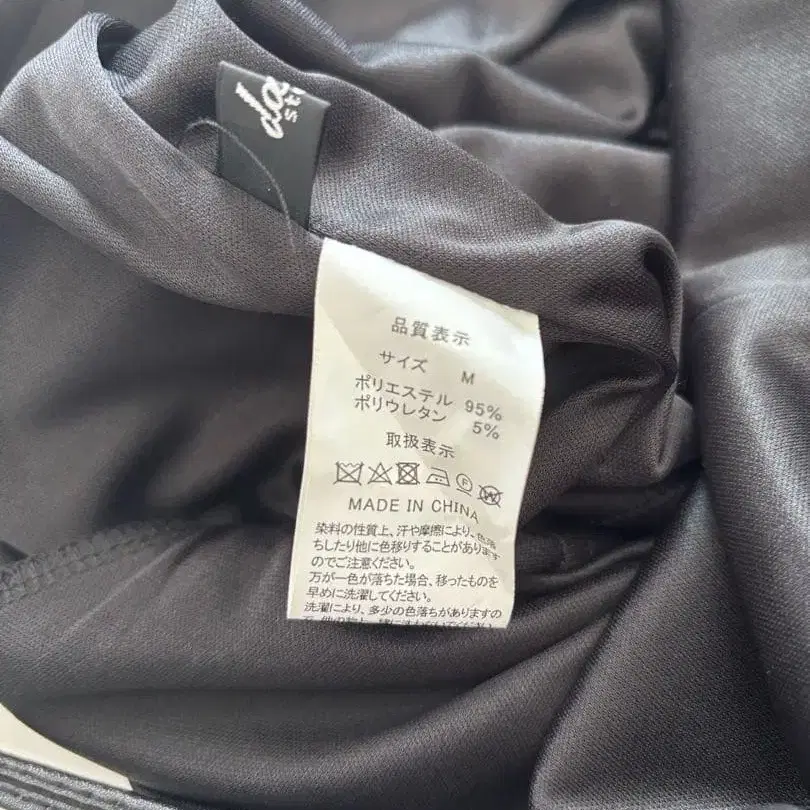 da
st
品質表示
サイズ M
ポリエステル 95%
ポリウレタン 5%
取扱表示
MADE IN CHINA
染料の性質上、汗や摩擦により、色落
ちしたり他に色移りすることがあります
のでご注意ください。
万が一色が落ちた場合、移ったものを
早めに洗濯してください。
洗濯により、多少の色落ちがありますの